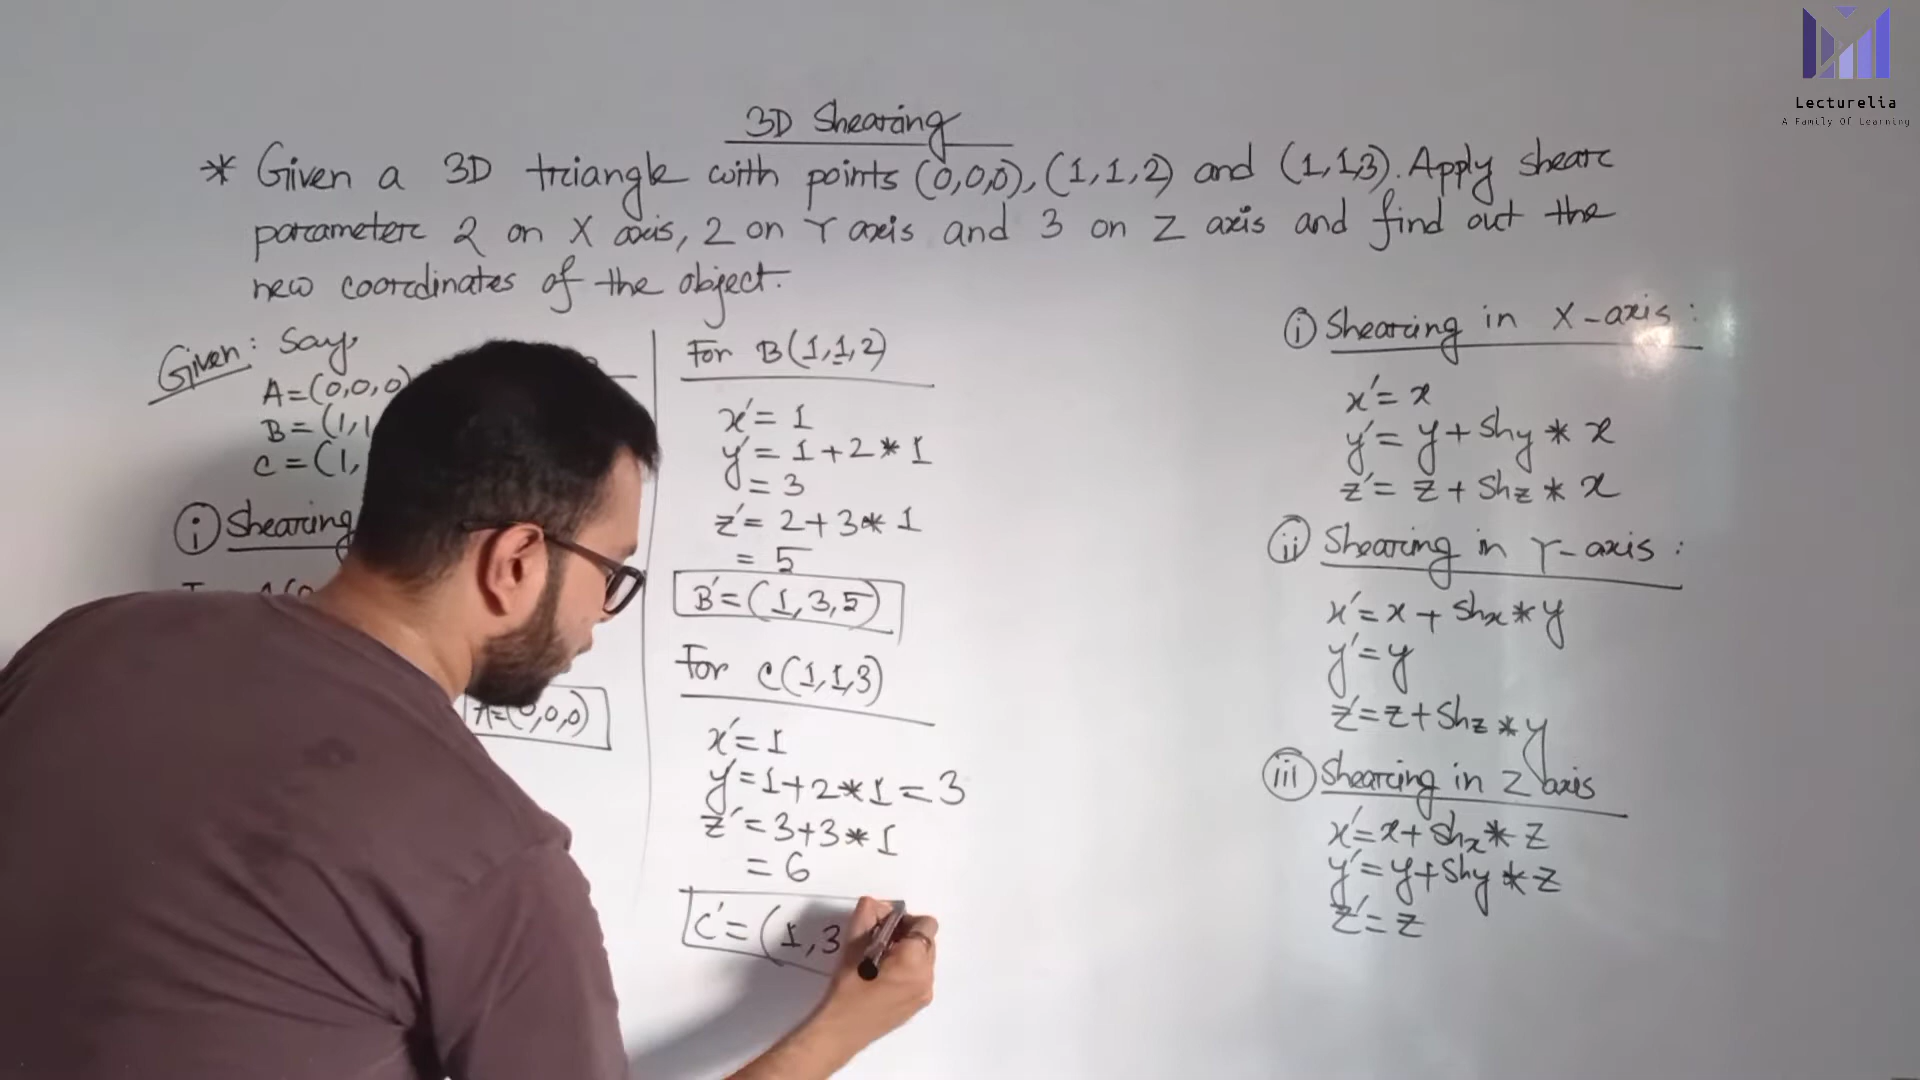 Lecturelia
A Family Of Learning
3D Shearing
* Given a 3D triangle with points (0,0,0), (1,1,2) and (1,1,3). Apply shear
parameter 2 on X axis, 2 on Y axis and 3 on Z axis and find out the
new coordinates of the object.
Given: Say,
A=(0,0,0)
B=(1,1
C=(1,
(i) Shearing
A=(0,0,0)
For B(1,1,2)
x'=1
y'=1+2*1
=3
z'=2+3*1
=5
B'=(1,3,5)
For C(1,1,3)
x'=1
y'=1+2*1=3
z'=3+3*1
=6
C'=(1,3
(i) Shearing in X-axis:
x'=x
y'=y+Shy*x
z'=z+Shz*x
(ii) Shearing in Y-axis:
x'=x+Shx*y
y'=y
z'=z+Shz*y
(iii) Shearing in Z axis
x'=x+Shx*z
y'=y+Shy*z
z'=z